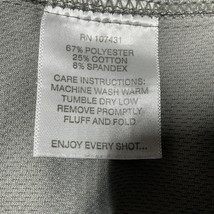 RN 107431
67% POLYESTER
25% COTTON
8% SPANDEX
CARE INSTRUCTIONS:
MACHINE WASH WARM
TUMBLE DRY LOW
REMOVE PROMPTLY
FLUFF AND FOLD
ENJOY EVERY SHOT...